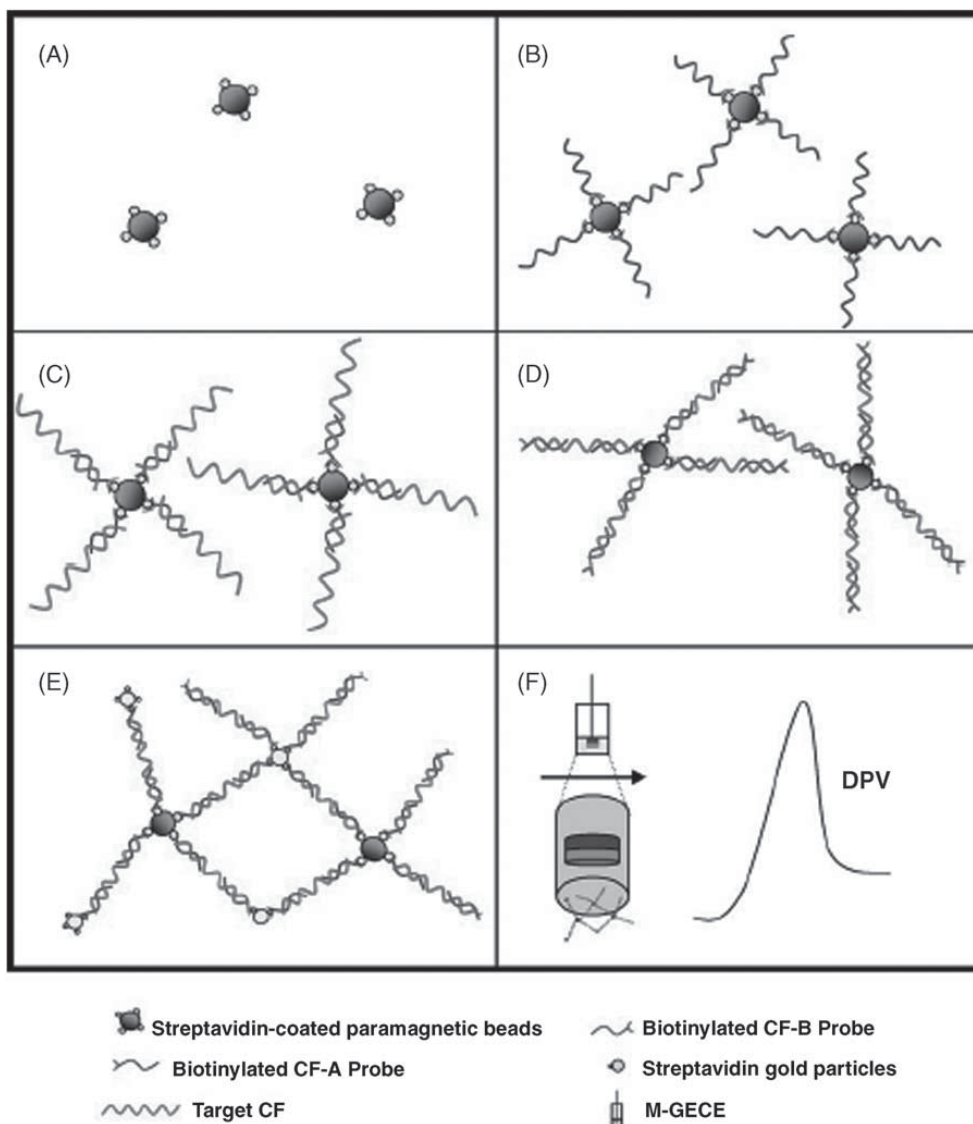 (A)
(B)
(C)
(D)
(E)
(F)
DPV
Streptavidin-coated paramagnetic beads
Biotinylated CF-B Probe
Biotinylated CF-A Probe
Streptavidin gold particles
Target CF
M-GECE